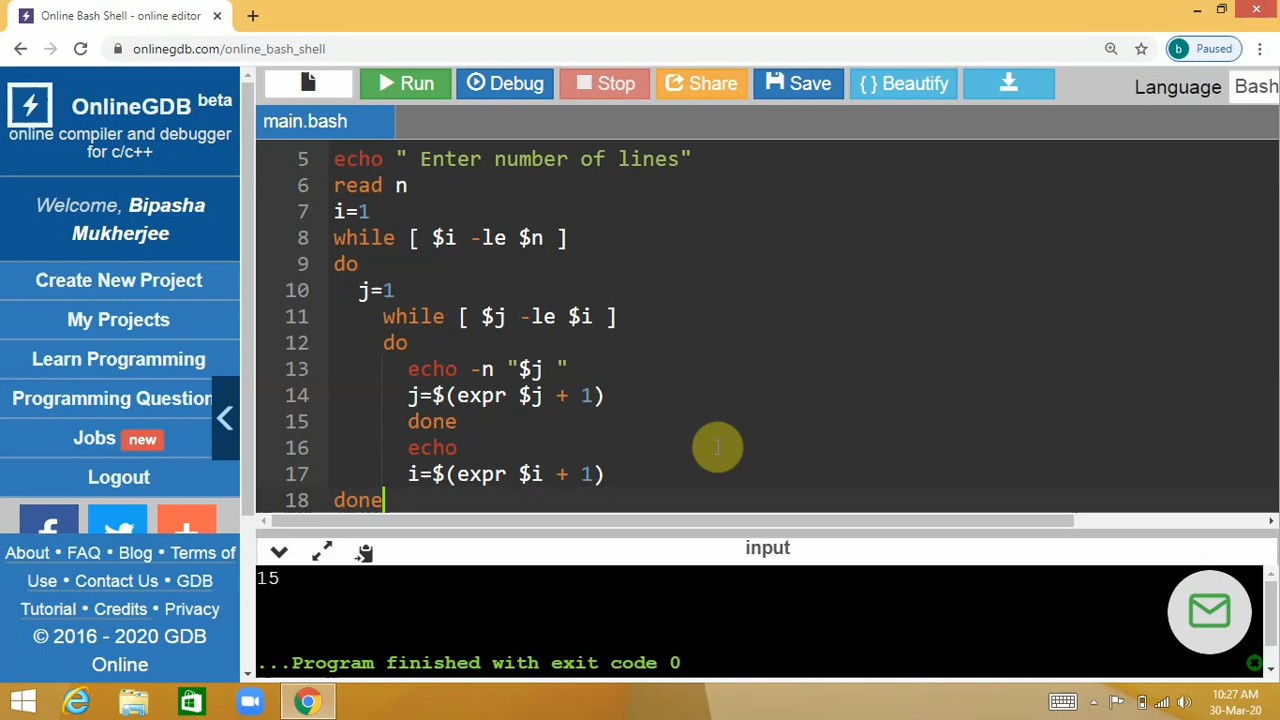 Online Bash Shell - online editor
onlinegdb.com/online_bash_shell
Paused
b
OnlineGDB beta
online compiler and debugger
for c/c++
Welcome, Bipasha
Mukherjee
Create New Project
My Projects
Learn Programming
Programming Question
Jobs new
Logout
About • FAQ • Blog • Terms of
Use • Contact Us • GDB
Tutorial • Credits • Privacy
© 2016 - 2020 GDB
Online
Run Debug Stop Share Save { } Beautify
Language Bash
main.bash
5 echo " Enter number of lines"
6 read n
7 i=1
8 while [ $i -le $n ]
9 do
10 j=1
11 while [ $j -le $i ]
12 do
13 echo -n "$j "
14 j=$(expr $j + 1)
15 done
16 echo
17 i=$(expr $i + 1)
18 done
input
15
...Program finished with exit code 0
10:27 AM
30-Mar-20